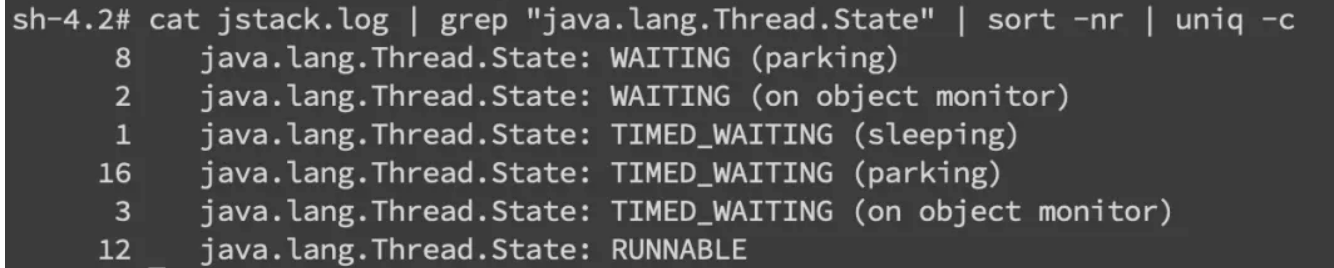 sh-4.2# cat jstack.log | grep "java.lang.Thread.State" | sort -nr | uniq -c
8 java.lang.Thread.State: WAITING (parking)
2 java.lang.Thread.State: WAITING (on object monitor)
1 java.lang.Thread.State: TIMED_WAITING (sleeping)
16 java.lang.Thread.State: TIMED_WAITING (parking)
3 java.lang.Thread.State: TIMED_WAITING (on object monitor)
12 java.lang.Thread.State: RUNNABLE